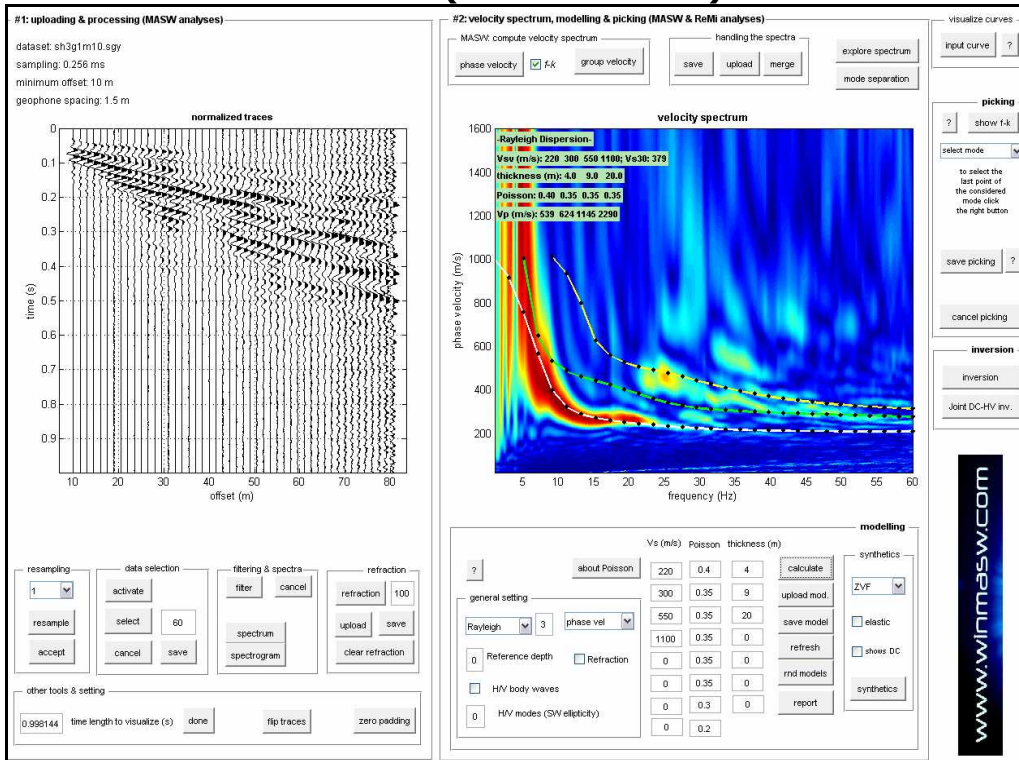 #1: uploading & processing (MASW analyses)
dataset: sh3g1m10.sgy
sampling: 0.256 ms
minimum offset: 10 m
geophone spacing: 1.5 m
normalized traces
0
0.1
0.2
0.3
0.4
0.5
0.6
0.7
0.8
0.9
time (s)
10 20 30 40 50 60 70 80
offset (m)
resampling
1
resample
accept
data selection
activate
select 60
cancel save
filtering & spectra
filter cancel
spectrum
spectrogram
refraction
refraction 100
upload save
clear refraction
other tools & setting
0.998144 time length to visualize (s) done flip traces zero padding
#2: velocity spectrum, modelling & picking (MASW & ReMi analyses)
MASW: compute velocity spectrum
phase velocity f-k group velocity
handing the spectra
save upload merge
explore spectrum
mode separation
velocity spectrum
-Rayleigh Dispersion-
Vsv (m/s): 220 300 550 1100; Vs30: 379
thickness (m): 4.0 9.0 20.0
Poisson: 0.40 0.35 0.35 0.35
Vp (m/s): 539 624 1145 2290
1600
1400
1200
1000
800
600
400
200
phase velocity (m/s)
5 10 15 20 25 30 35 40 45 50 55 60
frequency (Hz)
modelling
? about Poisson
general setting
Rayleigh 3 phase vel
0 Reference depth Refraction
H/V body waves
0 H/V modes (SW ellipticity)
Vs (m/s) Poisson thickness (m)
220 0.4 4
300 0.35 9
550 0.35 20
1100 0.35 0
0 0.35 0
0 0.35 0
0 0.3 0
0 0.2
calculate
upload mod.
save model
refresh
rnd models
report
synthetics
ZVF
elastic
shows DC
synthetics
visualize curves
input curve ?
picking
? show f-k
select mode
to select the
last point of
the considered
mode click
the right button
save picking ?
cancel picking
inversion
inversion
Joint DC-HV inv.
www.winmasw.com